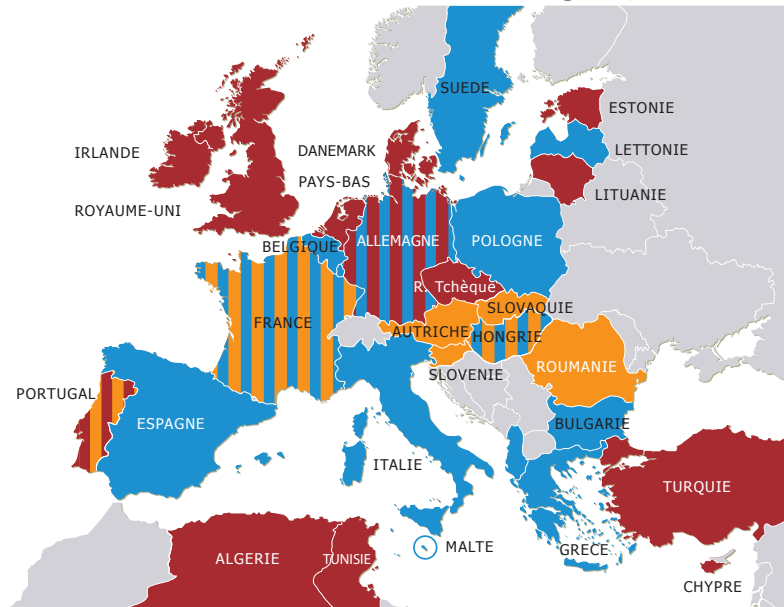 SUEDE
ESTONIE
IRLANDE
DANEMARK
LETTONIE
PAYS-BAS
LITUANIE
ROYAUME-UNI
BELGIQUE
ALLEMAGNE
POLOGNE
R. Tchèque
SLOVAQUIE
FRANCE
AUTRICHE
HONGRIE
ROUMANIE
SLOVENIE
PORTUGAL
ESPAGNE
BULGARIE
ITALIE
TURQUIE
MALTE
GRECE
ALGERIE
TUNISIE
CHYPRE